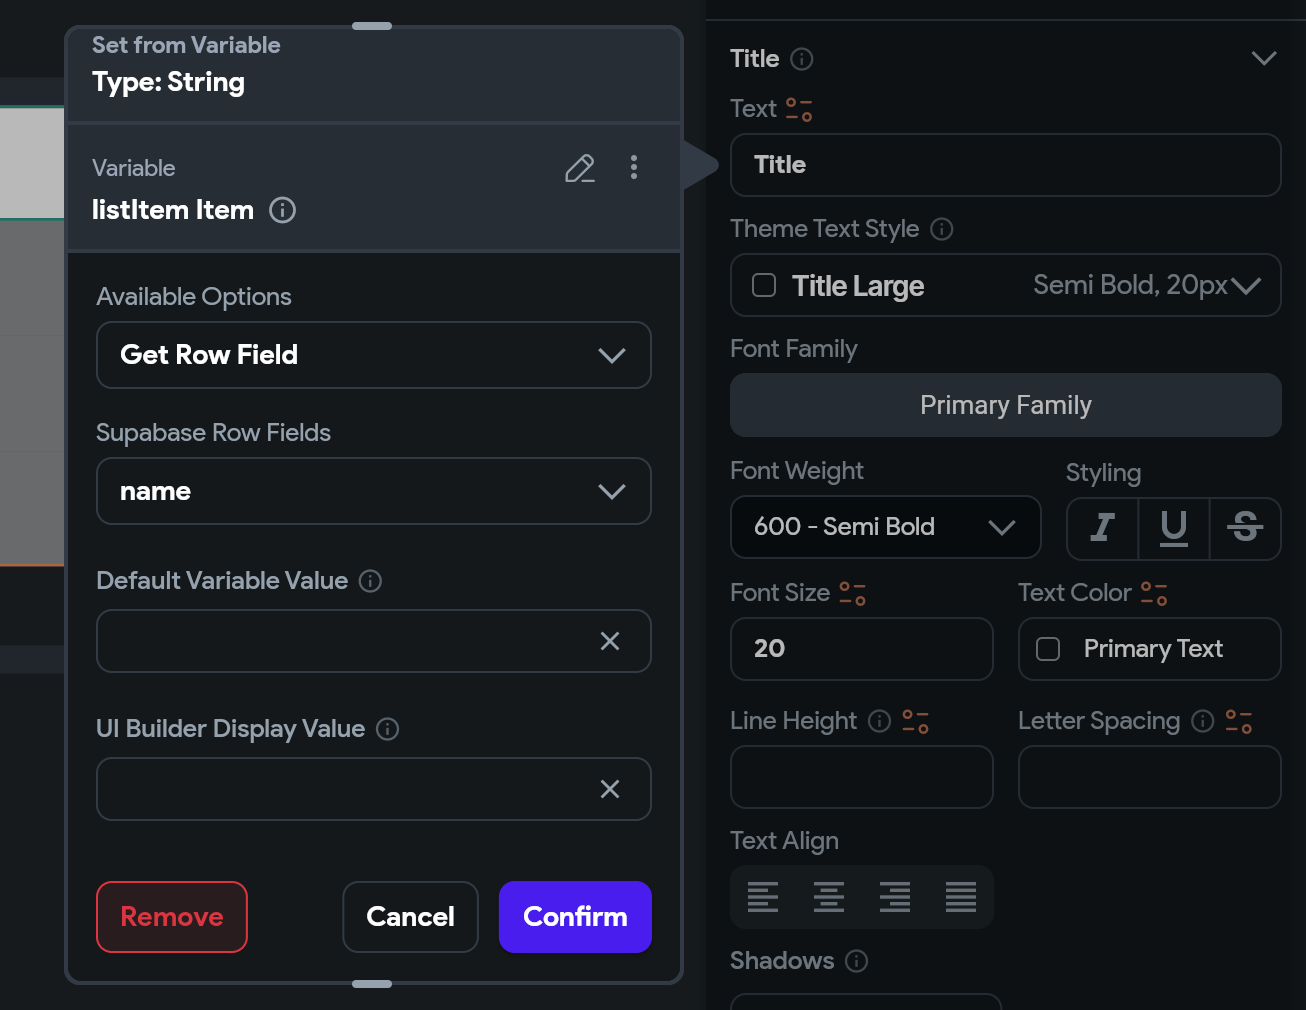 Set from Variable
Type: String
Variable
listItem Item
Available Options
Get Row Field
Supabase Row Fields
name
Default Variable Value
UI Builder Display Value
Remove
Cancel
Confirm
Title
Text
Title
Theme Text Style
Title Large
Semi Bold, 20px
Font Family
Primary Family
Font Weight
Styling
600 - Semi Bold
I U S
Font Size
Text Color
20
Primary Text
Line Height
Letter Spacing
Text Align
Shadows